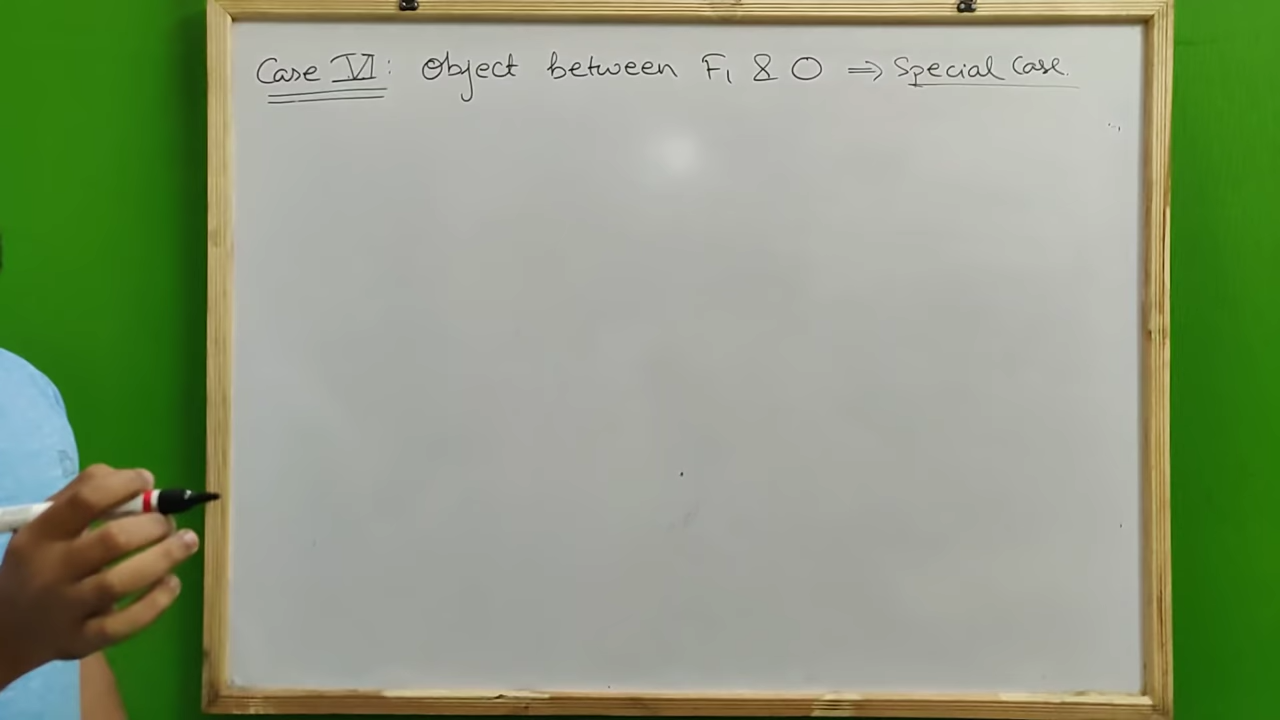 Case VI: Object between F₁ & O ⇒ Special Case.